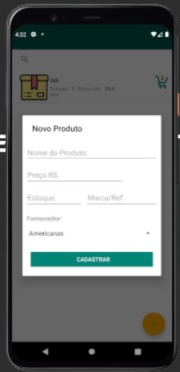 4:32
Novo Produto
Nome do Produto:
Preço R$
Estoque: Marca/Ref.
Fornecedor:
Americanas
CADASTRAR